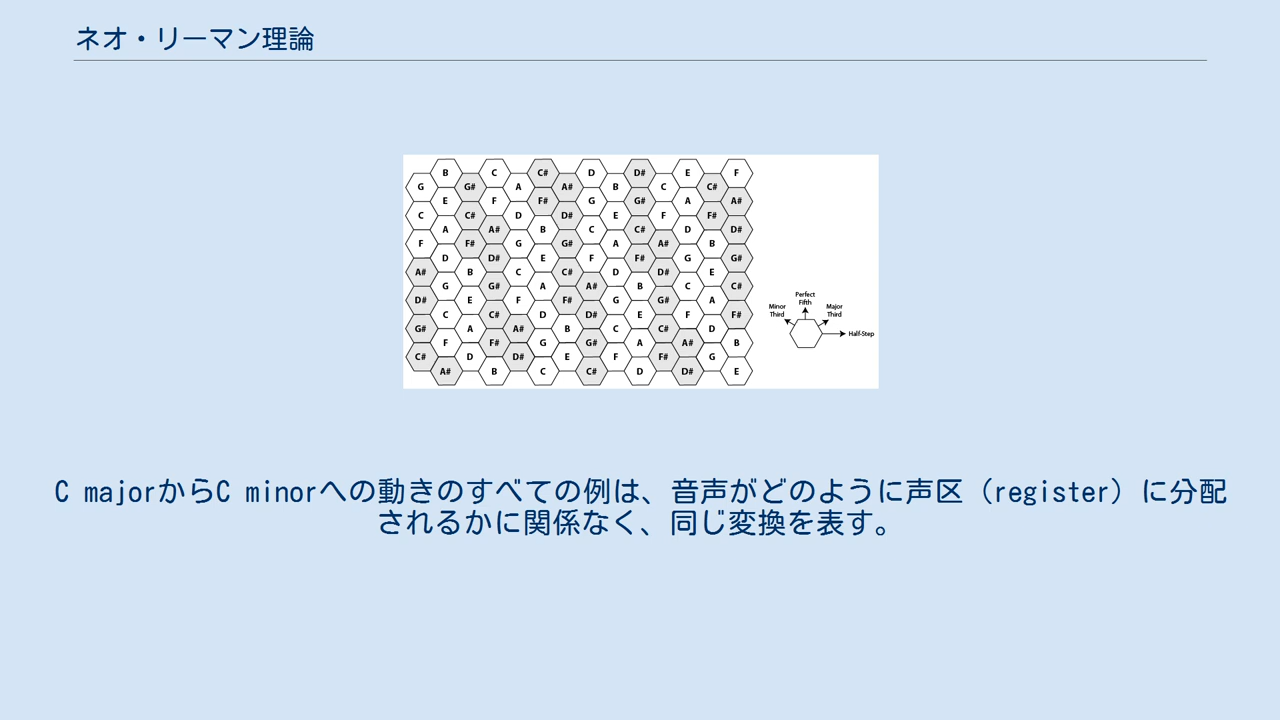 ネオ・リーマン理論
B C C# D D# E F
G G# A A# B C C#
E F F# G G# A A#
C C# D D# E F F#
A A# B C C# D D#
F F# G G# A A# B
D D# E F F# G G#
A# B C C# D D# E
G G# A A# B C C#
D# E F F# G G# A
C C# D D# E F F#
G# A A# B C C# D
F F# G G# A A# B
C# D D# E F F# G
A# B C C# D D# E
Perfect
Fifth
Minor
Third
Major
Third
Half-Step
C majorからC minorへの動きのすべての例は、音声がどのように声区（register）に分配
されるかに関係なく、同じ変換を表す。